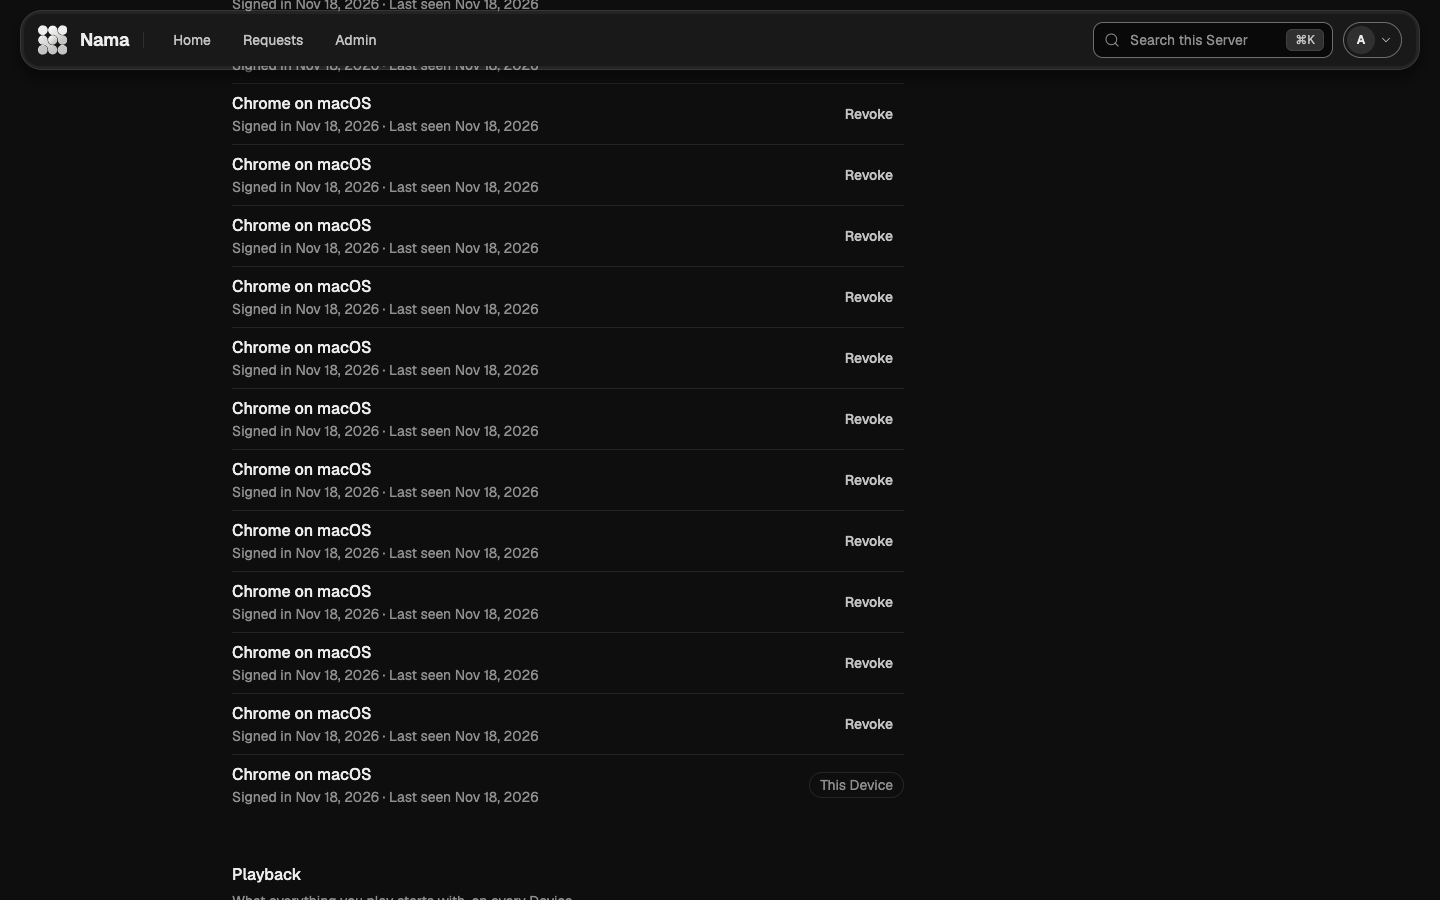 Signed in Nov 18, 2026 · Last seen Nov 18, 2026
Nama
Home
Requests
Admin
Search this Server
⌘K
A
Signed in Nov 18, 2026 · Last seen Nov 18, 2026
Chrome on macOS
Signed in Nov 18, 2026 · Last seen Nov 18, 2026
Revoke
Chrome on macOS
Signed in Nov 18, 2026 · Last seen Nov 18, 2026
Revoke
Chrome on macOS
Signed in Nov 18, 2026 · Last seen Nov 18, 2026
Revoke
Chrome on macOS
Signed in Nov 18, 2026 · Last seen Nov 18, 2026
Revoke
Chrome on macOS
Signed in Nov 18, 2026 · Last seen Nov 18, 2026
Revoke
Chrome on macOS
Signed in Nov 18, 2026 · Last seen Nov 18, 2026
Revoke
Chrome on macOS
Signed in Nov 18, 2026 · Last seen Nov 18, 2026
Revoke
Chrome on macOS
Signed in Nov 18, 2026 · Last seen Nov 18, 2026
Revoke
Chrome on macOS
Signed in Nov 18, 2026 · Last seen Nov 18, 2026
Revoke
Chrome on macOS
Signed in Nov 18, 2026 · Last seen Nov 18, 2026
Revoke
Chrome on macOS
Signed in Nov 18, 2026 · Last seen Nov 18, 2026
Revoke
Chrome on macOS
Signed in Nov 18, 2026 · Last seen Nov 18, 2026
This Device
Playback
What everything you play starts with, on every Device.